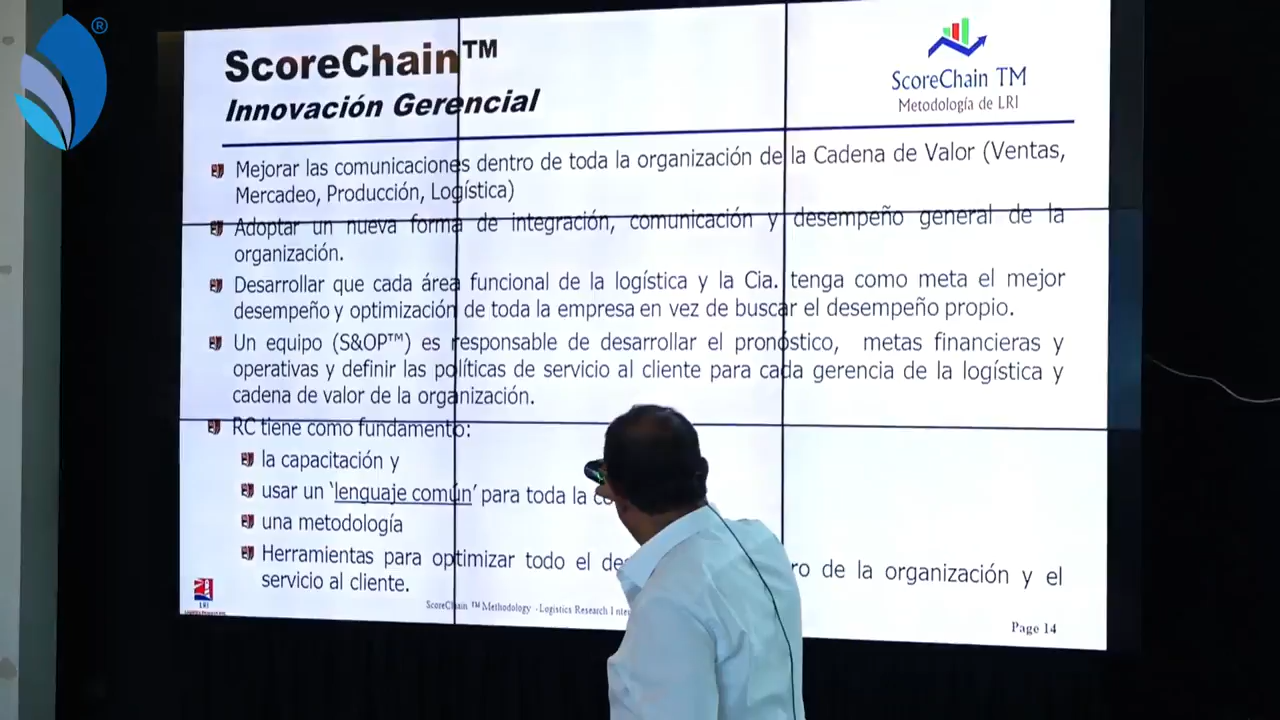 ®
ScoreChain™
Innovación Gerencial
ScoreChain TM
Metodología de LRI
Mejorar las comunicaciones dentro de toda la organización de la Cadena de Valor (Ventas,
Mercadeo, Producción, Logística)
Adoptar un nueva forma de integración, comunicación y desempeño general de la
organización.
Desarrollar que cada área funcional de la logística y la Cia. tenga como meta el mejor
desempeño y optimización de toda la empresa en vez de buscar el desempeño propio.
Un equipo (S&OP™) es responsable de desarrollar el pronóstico, metas financieras y
operativas y definir las políticas de servicio al cliente para cada gerencia de la logística y
cadena de valor de la organización.
RC tiene como fundamento:
la capacitación y
usar un ‘lenguaje común’ para toda la
una metodología
Herramientas para optimizar todo el de la organización y el
servicio al cliente.
LRI
ScoreChain ™ Methodology - Logistics Research
Page 14